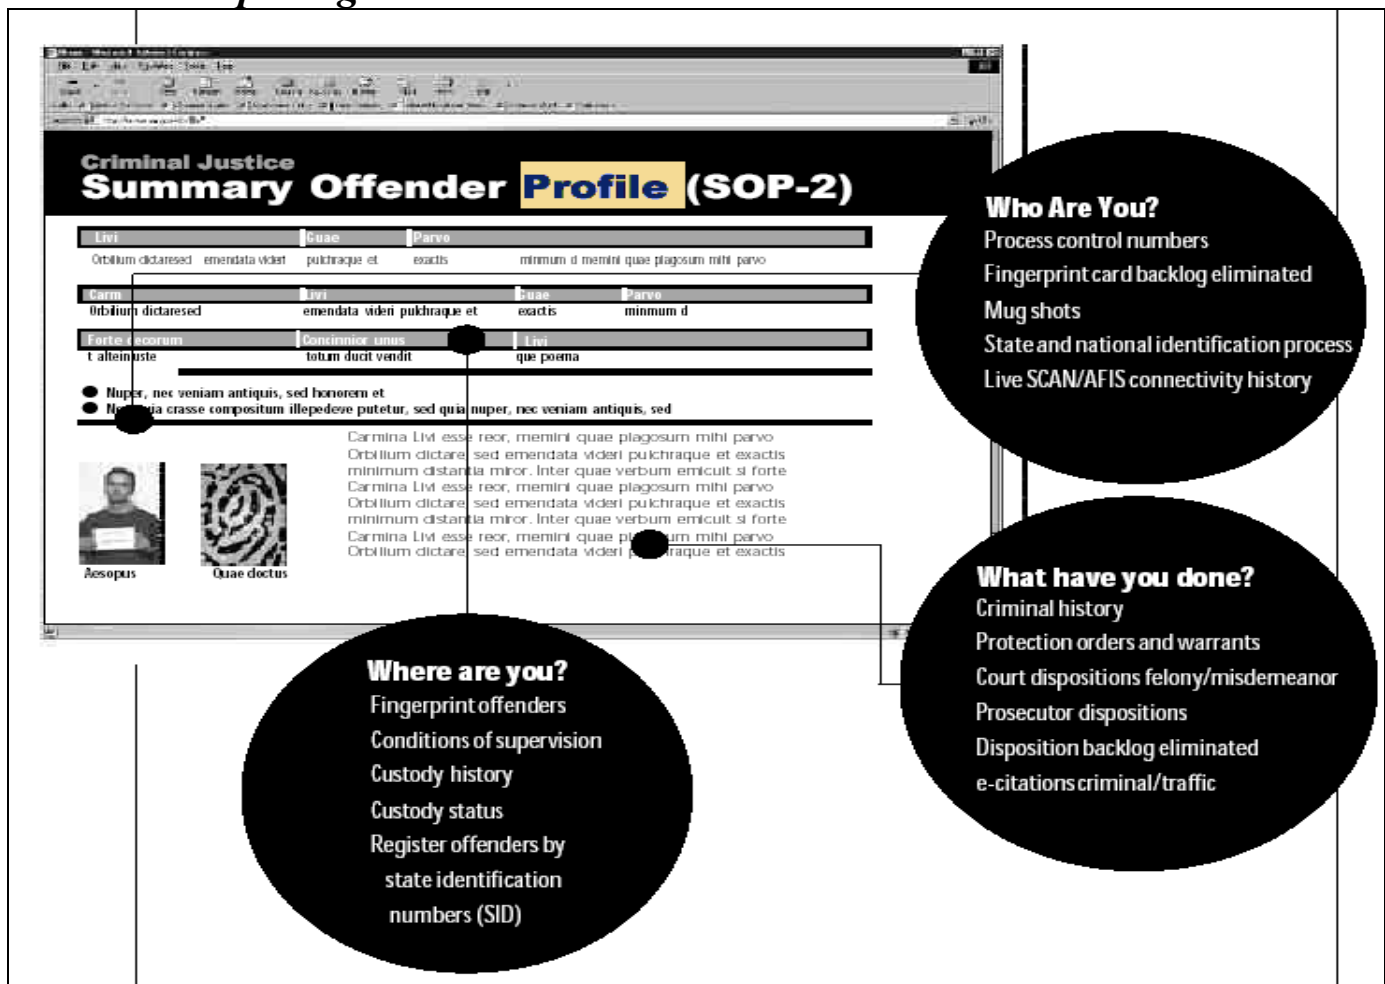 Criminal Justice
Summary Offender Profile (SOP-2)
Livi Guae Parvo
Orbilium dictaresed emendata videri pulchraque et exactis minmum d memini quae plagosum mihi parvo
Carm Livi Guae Parvo
Orbilium dictaresed emendata videri pulchraque et exactis minmum d
Forte decorum Concinnior unus Livi
t alteinjuste totum ducit vendit que poema
Nuper, nec veniam antiquis, sed honorem et
quia crasse compositum illepedeve putetur, sed quia nuper, nec veniam antiquis, sed
Carmina Livi esse reor, memini quae plagosum mihi parvo
Orbilium dictare, sed emendata videri pulchraque et exactis
minimum distantia miror. Inter quae verbum emicuit si forte
Carmina Livi esse reor, memini quae plagosum mihi parvo
Orbilium dictare, sed emendata videri pulchraque et exactis
minimum distantia miror. Inter quae verbum emicuit si forte
Carmina Livi esse reor, memini quae mihi parvo
Orbilium dictare, sed emendata videri et exactis
Aesopus Quae doctus
Who Are You?
Process control numbers
Fingerprint card backlog eliminated
Mug shots
State and national identification process
Live SCAN/AFIS connectivity history
What have you done?
Criminal history
Protection orders and warrants
Court dispositions felony/misdemeanor
Prosecutor dispositions
Disposition backlog eliminated
e-citations criminal/traffic
Where are you?
Fingerprint offenders
Conditions of supervision
Custody history
Custody status
Register offenders by
state identification
numbers (SID)